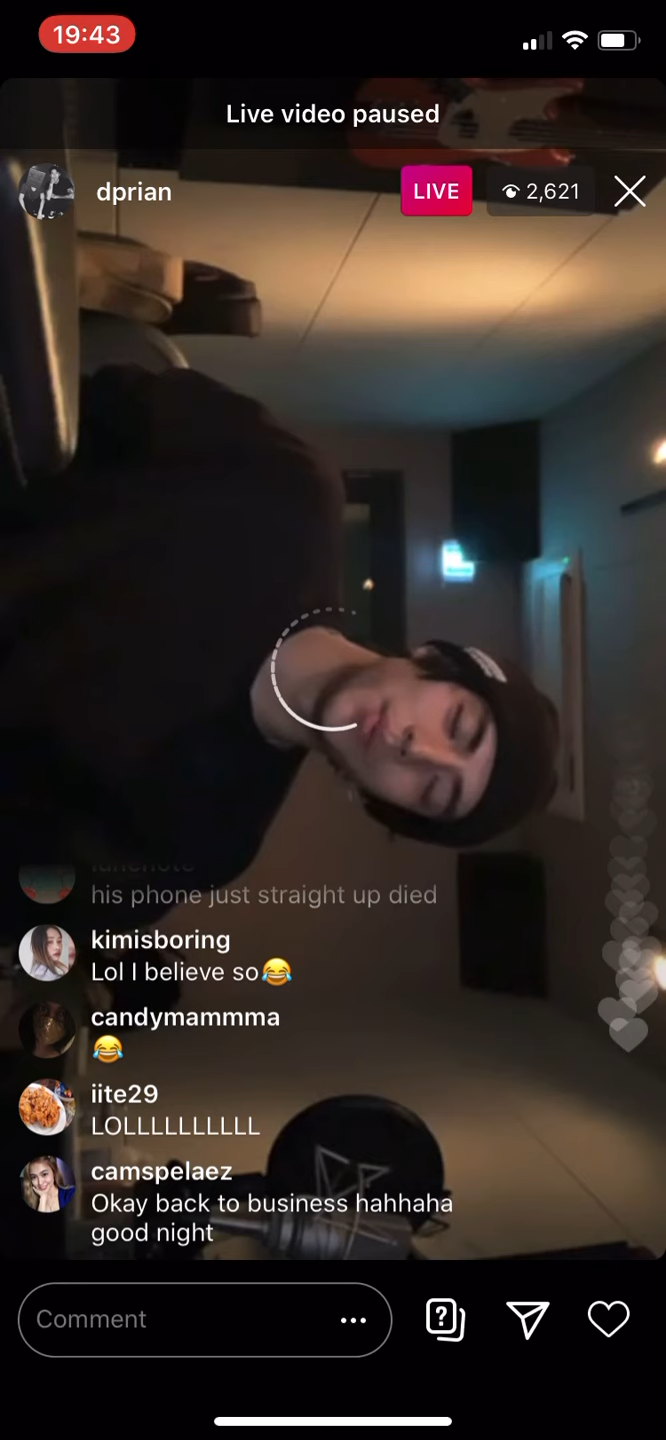 19:43
Live video paused
dprian
LIVE
2,621
his phone just straight up died
kimisboring
Lol I believe so😂
candymammma
😂
iite29
LOLLLLLLLLLL
camspelaez
Okay back to business hahhaha
good night
Comment